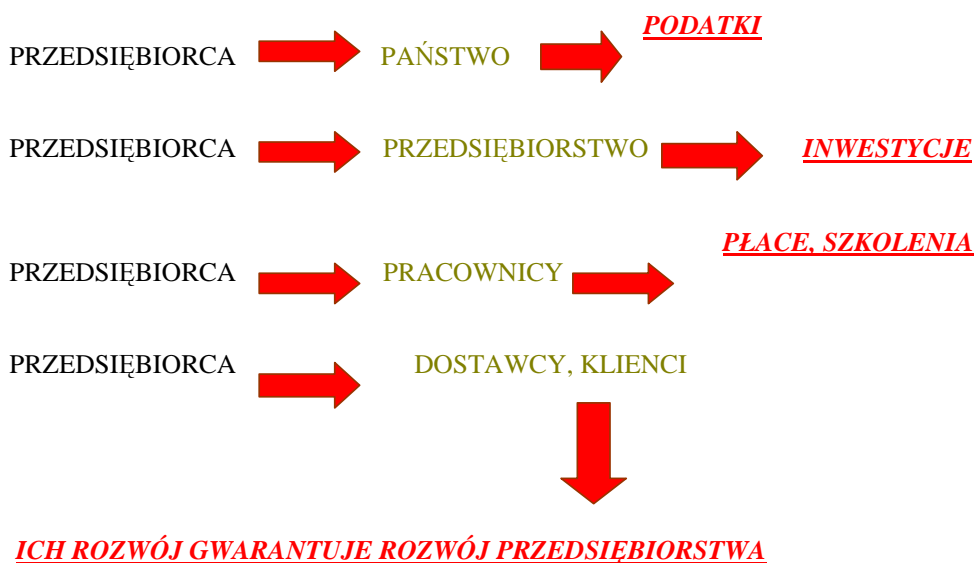 PODATKI
PRZEDSIĘBIORCA PAŃSTWO
PRZEDSIĘBIORCA PRZEDSIĘBIORSTWO INWESTYCJE
PŁACE, SZKOLENIA
PRZEDSIĘBIORCA PRACOWNICY
PRZEDSIĘBIORCA DOSTAWCY, KLIENCI
ICH ROZWÓJ GWARANTUJE ROZWÓJ PRZEDSIĘBIORSTWA